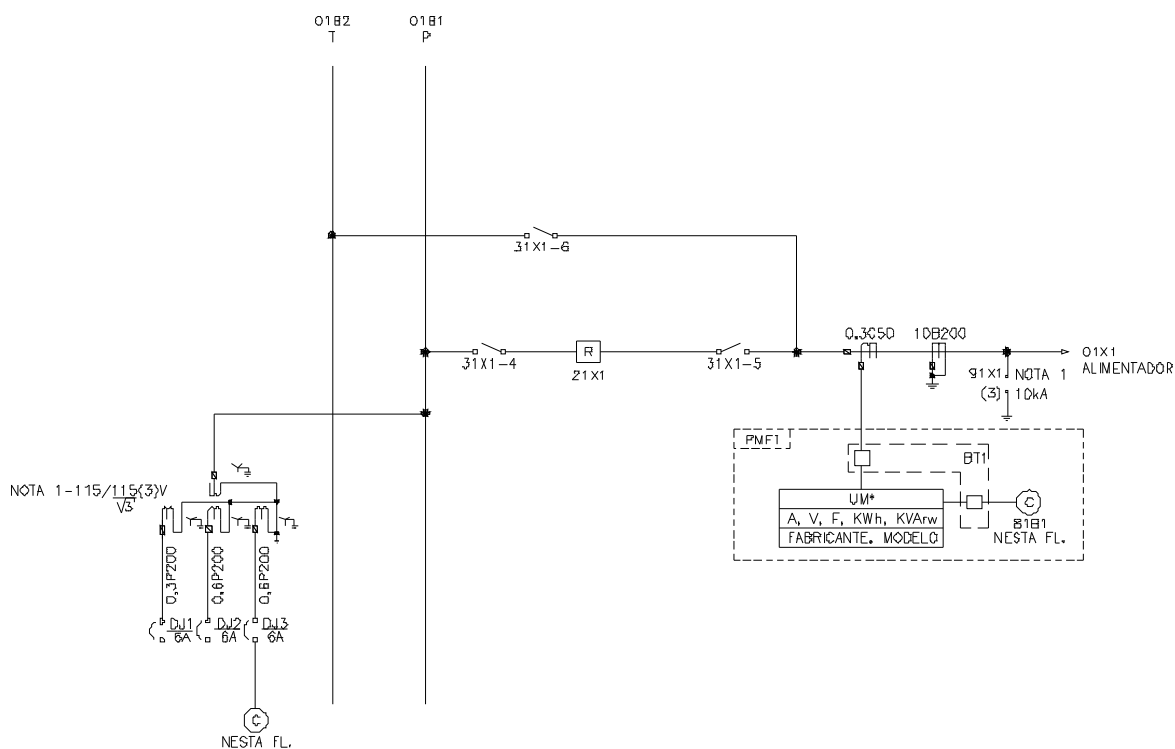 01B2
T
01B1
P
31X1-6
0.3C50
10B200
31X1-4
R
21X1
31X1-5
01X1
ALIMENTADOR
91X1
NOTA 1
(3)
10kA
PMF1
BT1
NOTA 1-115/115(3)V
√3
UM*
A, V, F, KWh, KVArw
FABRICANTE. MODELO
C
81B1
NESTA FL.
0,3P200
0,6P200
0,6P200
DJ1
6A
DJ2
6A
DJ3
6A
C
NESTA FL.